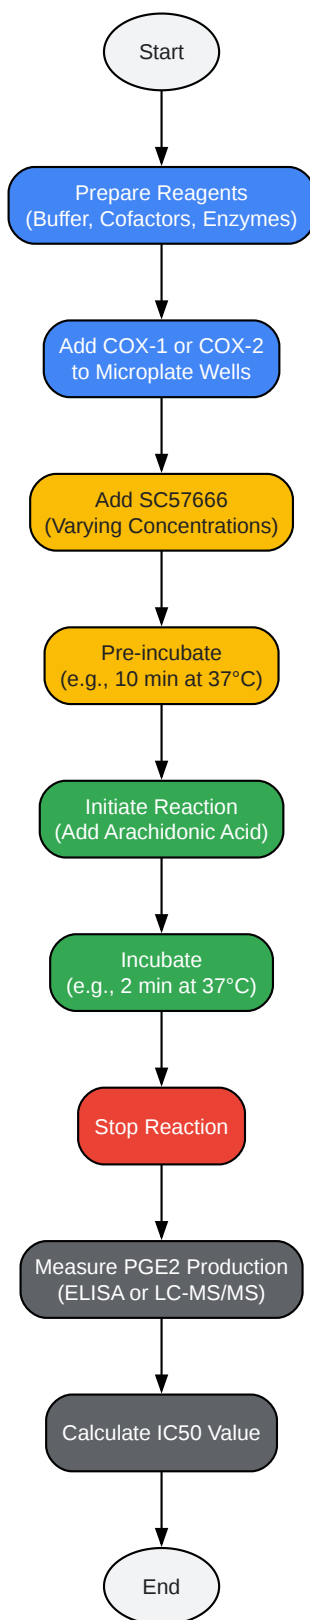 Start
Prepare Reagents
(Buffer, Cofactors, Enzymes)
Add COX-1 or COX-2
to Microplate Wells
Add SC57666
(Varying Concentrations)
Pre-incubate
(e.g., 10 min at 37°C)
Initiate Reaction
(Add Arachidonic Acid)
Incubate
(e.g., 2 min at 37°C)
Stop Reaction
Measure PGE2 Production
(ELISA or LC-MS/MS)
Calculate IC50 Value
End